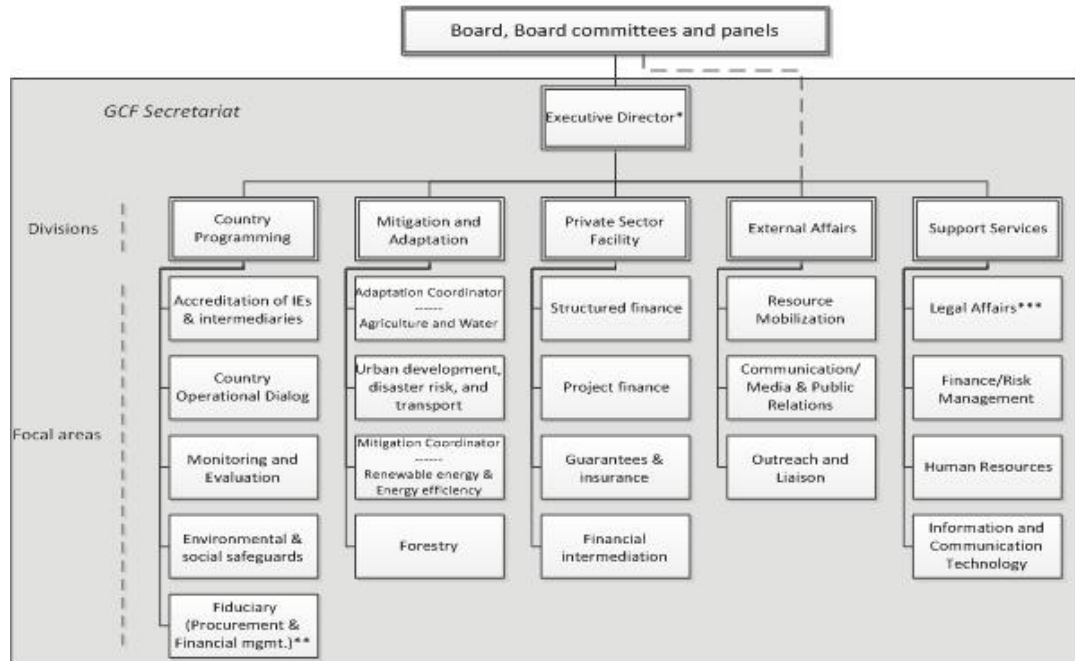 Board, Board committees and panels
GCF Secretariat
Executive Director*
Divisions
Country
Programming
Mitigation and
Adaptation
Private Sector
Facility
External Affairs
Support Services
Focal areas
Accreditation of IEs
& intermediaries
Country
Operational Dialog
Monitoring and
Evaluation
Environmental &
social safeguards
Fiduciary
(Procurement &
Financial mgmt.)**
Adaptation Coordinator
------
Agriculture and Water
Urban development,
disaster risk, and
transport
Mitigation Coordinator
------
Renewable energy &
Energy efficiency
Forestry
Structured finance
Project finance
Guarantees &
insurance
Financial
intermediation
Resource
Mobilization
Communication/
Media & Public
Relations
Outreach and
Liaison
Legal Affairs***
Finance/Risk
Management
Human Resources
Information and
Communication
Technology